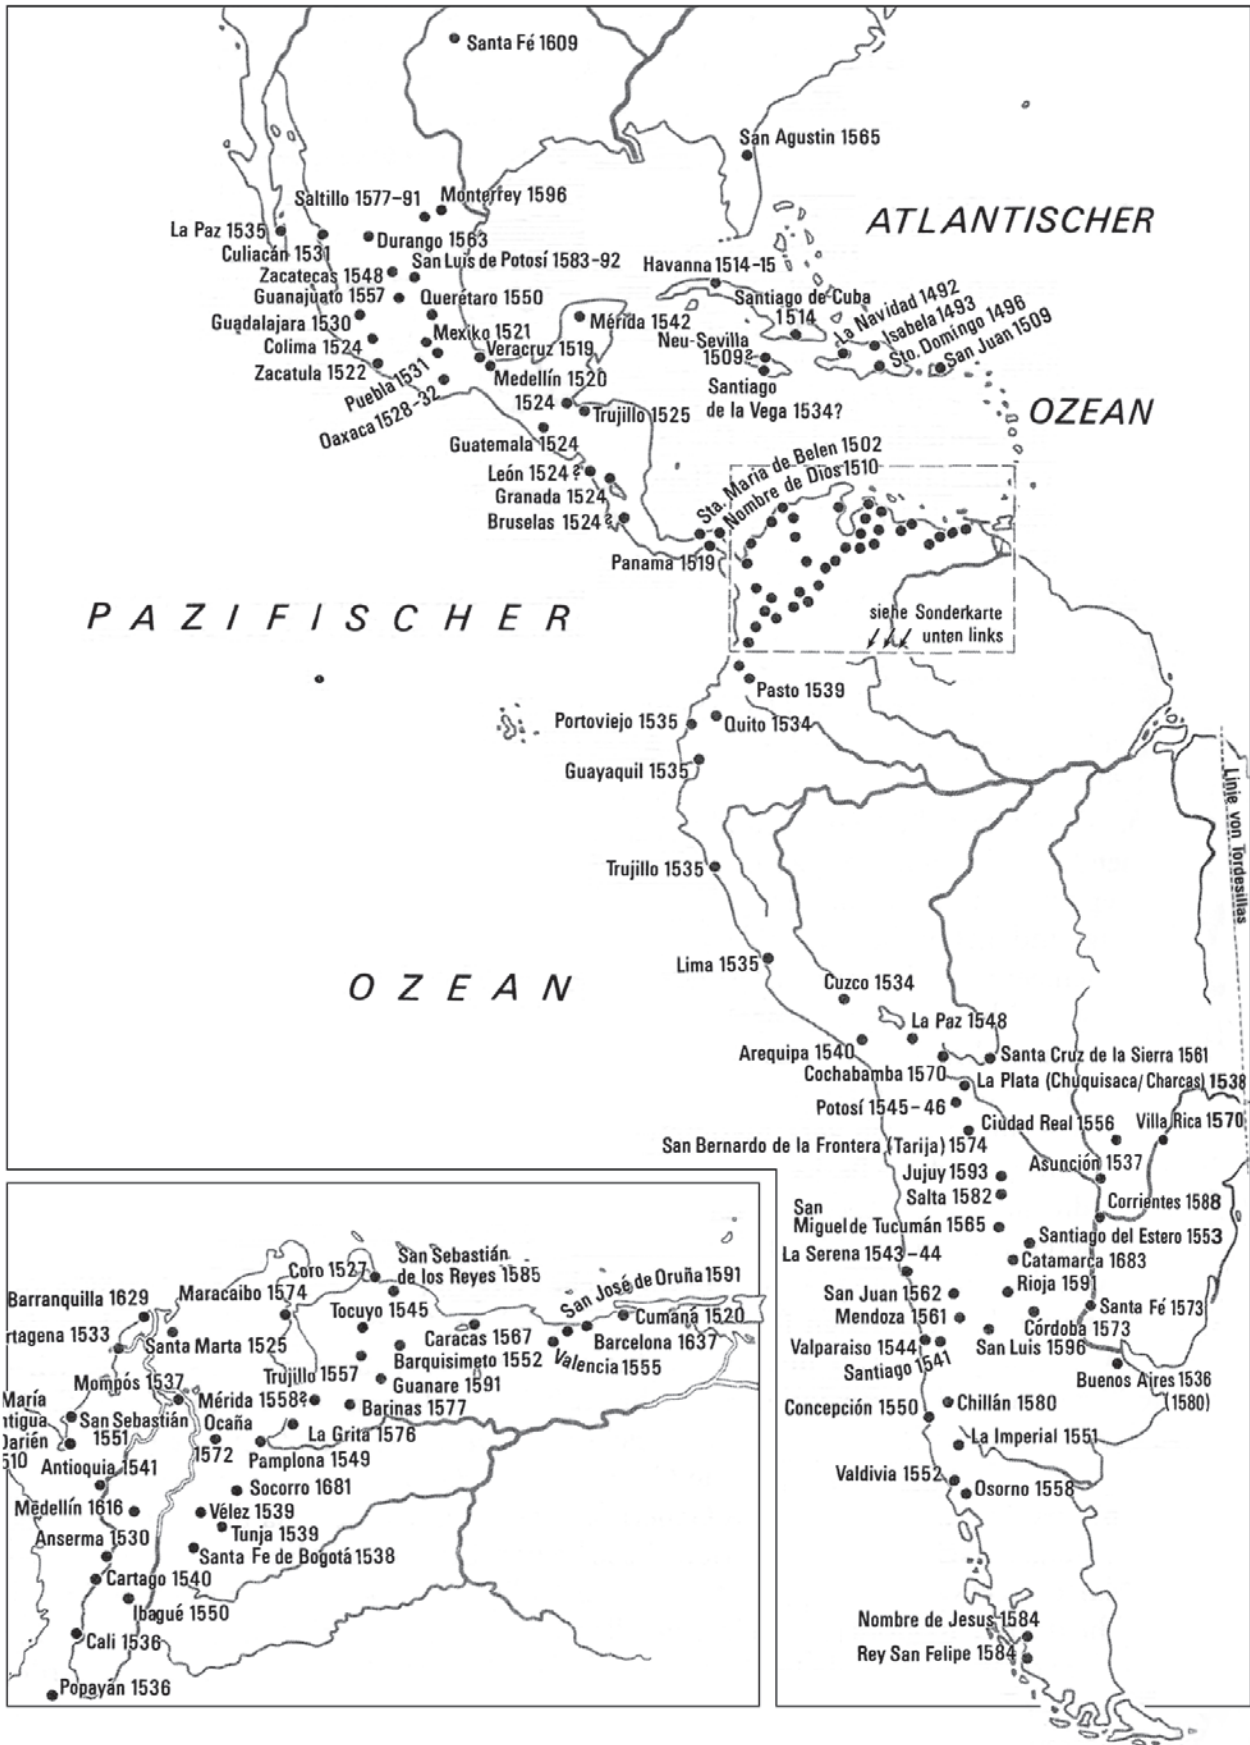 Santa Fé 1609
San Agustin 1565
Saltillo 1577–91
Monterrey 1596
ATLANTISCHER
La Paz 1535
Culiacán 1531
Durango 1563
Zacatecas 1548
San Luis de Potosí 1583–92
Havanna 1514–15
Guanajuato 1557
Querétaro 1550
Santiago de Cuba
1514
La Navidad 1492
Isabela 1493
Sto. Domingo 1496
San Juan 1509
Guadalajara 1530
Mexiko 1521
Mérida 1542
Neu-Sevilla
1509?
Colima 1524
Veracruz 1519
Zacatula 1522
Puebla 1531
Medellín 1520
Santiago
de la Vega 1534?
Oaxaca 1528–32
1524
Trujillo 1525
OZEAN
Guatemala 1524
León 1524?
Granada 1524
Bruselas 1524?
Sta. Maria de Belen 1502
Nombre de Dios 1510
Panama 1519
PAZIFISCHER
siehe Sonderkarte
unten links
Pasto 1539
Portoviejo 1535
Quito 1534
Guayaquil 1535
Linie von Tordesillas
Trujillo 1535
Lima 1535
OZEAN
Cuzco 1534
La Paz 1548
Arequipa 1540
Santa Cruz de la Sierra 1561
Cochabamba 1570
La Plata (Chuquisaca/Charcas) 1538
Potosí 1545–46
Ciudad Real 1556
Villa Rica 1570
San Bernardo de la Frontera (Tarija) 1574
Asunción 1537
Jujuy 1593
Salta 1582
Corrientes 1588
San
Miguel de Tucumán 1565
Santiago del Estero 1553
La Serena 1543–44
Catamarca 1683
Rioja 1591
San Juan 1562
Santa Fé 1573
Mendoza 1561
Córdoba 1573
Valparaiso 1544
San Luis 1596
Santiago 1541
Buenos Aires 1536
(1580)
Chillán 1580
Concepción 1550
La Imperial 1551
Valdivia 1552
Osorno 1558
Nombre de Jesus 1584
Rey San Felipe 1584
Coro 1527
San Sebastián
de los Reyes 1585
San José de Oruña 1591
Barranquilla 1629
Maracaibo 1574
Tocuyo 1545
Cumaná 1520
rtagena 1533
Santa Marta 1525
Caracas 1567
Barcelona 1637
Barquisimeto 1552
Valencia 1555
Trujillo 1557
Guanare 1591
Mompós 1537
Mérida 1558?
Barinas 1577
María
ntigua
Darién
510
San Sebastián
1551
Ocaña
1572
La Grita 1576
Pamplona 1549
Antioquia 1541
Socorro 1681
Medellín 1616
Vélez 1539
Tunja 1539
Anserma 1530
Santa Fe de Bogotá 1538
Cartago 1540
Ibagué 1550
Cali 1536
Popayán 1536